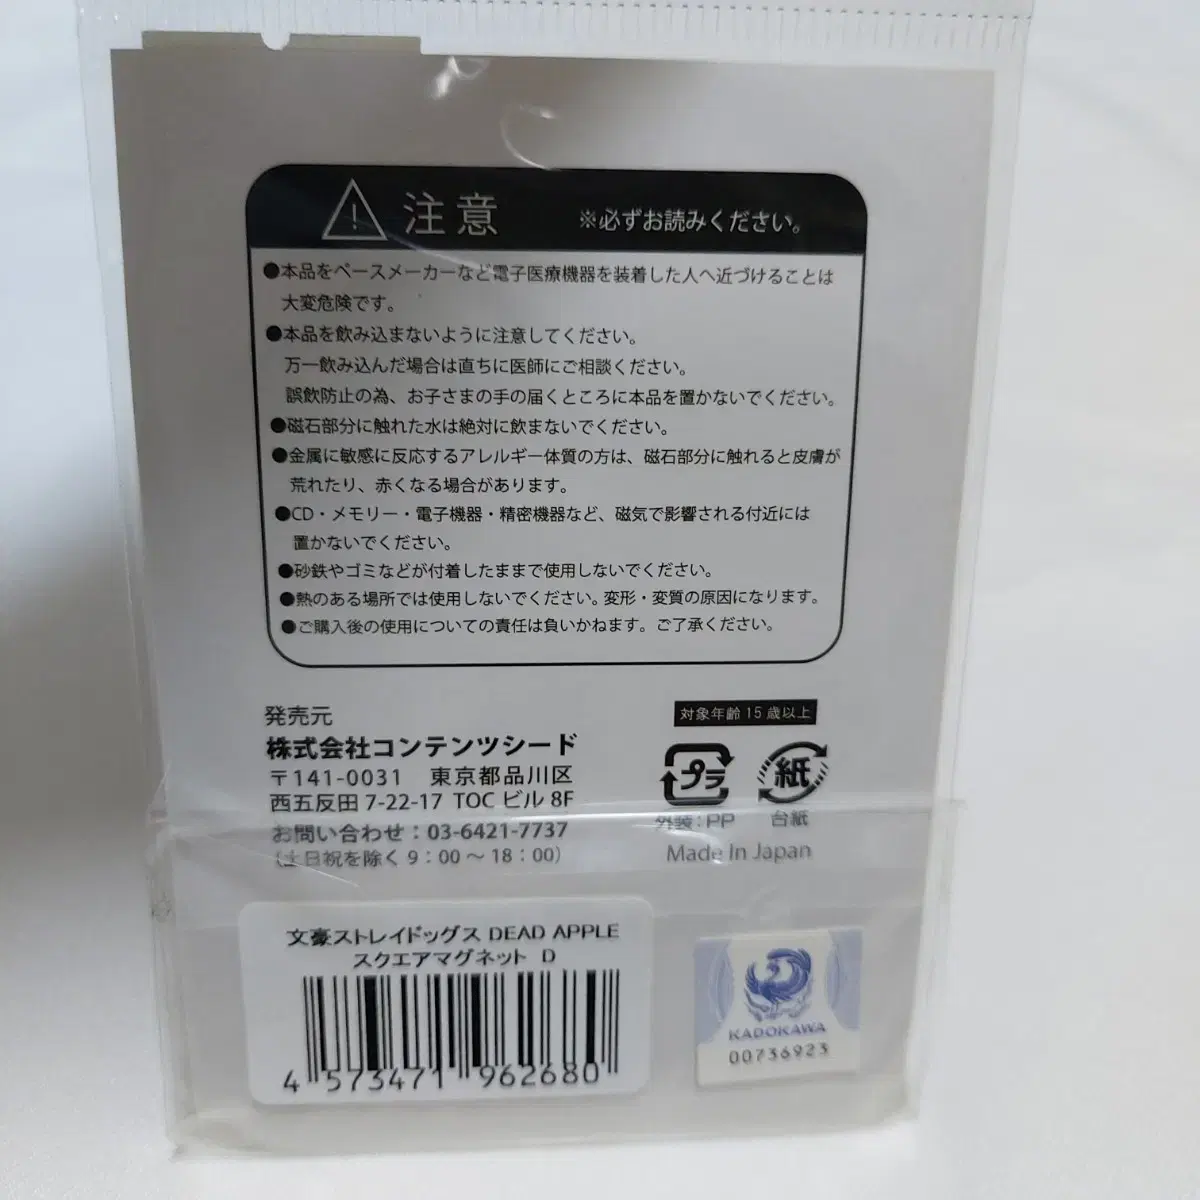 注意 ※必ずお読みください。
●本品をペースメーカーなど電子医療機器を装着した人へ近づけることは
大変危険です。
●本品を飲み込まないように注意してください。
万一飲み込んだ場合は直ちに医師にご相談ください。
誤飲防止の為、お子さまの手の届くところに本品を置かないでください。
●磁石部分に触れた水は絶対に飲まないでください。
●金属に敏感に反応するアレルギー体質の方は、磁石部分に触れると皮膚が
荒れたり、赤くなる場合があります。
●CD・メモリー・電子機器・精密機器など、磁気で影響される付近には
置かないでください。
●砂鉄やゴミなどが付着したままで使用しないでください。
●熱のある場所では使用しないでください。変形・変質の原因になります。
●ご購入後の使用についての責任は負いかねます。ご了承ください。
発売元
株式会社コンテンツシード
〒141-0031 東京都品川区
西五反田7-22-17 TOCビル8F
お問い合わせ：03-6421-7737
（土日祝を除く9：00～18：00）
対象年齢15歳以上
プラ 紙
外装：PP 台紙
Made In Japan
文豪ストレイドッグス DEAD APPLE
スクエアマグネット D
4 573471 962680
KADOKAWA
00736923